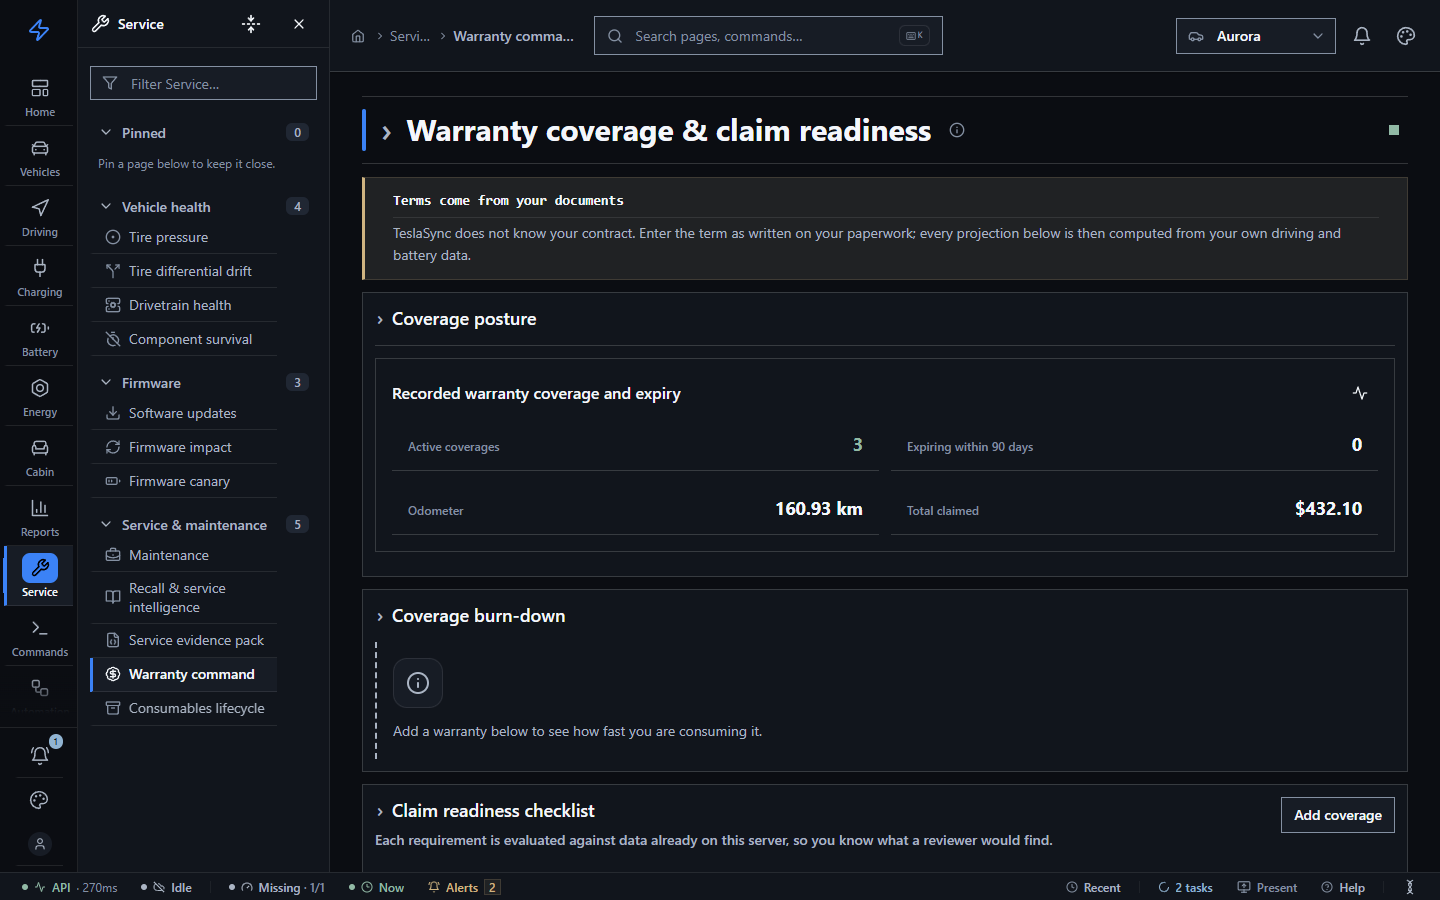 Home
Vehicles
Driving
Charging
Battery
Energy
Cabin
Reports
Service
Commands
1
Service
Filter Service...
Pinned
0
Pin a page below to keep it close.
Vehicle health
4
Tire pressure
Tire differential drift
Drivetrain health
Component survival
Firmware
3
Software updates
Firmware impact
Firmware canary
Service & maintenance
5
Maintenance
Recall & service
intelligence
Service evidence pack
Warranty command
Consumables lifecycle
Servi...
Warranty comma...
Search pages, commands...
K
Aurora
Warranty coverage & claim readiness
Terms come from your documents
TeslaSync does not know your contract. Enter the term as written on your paperwork; every projection below is then computed from your own driving and
battery data.
Coverage posture
Recorded warranty coverage and expiry
Active coverages
3
Expiring within 90 days
0
Odometer
160.93 km
Total claimed
$432.10
Coverage burn-down
Add a warranty below to see how fast you are consuming it.
Claim readiness checklist
Each requirement is evaluated against data already on this server, so you know what a reviewer would find.
Add coverage
API · 270ms
Idle
Missing · 1/1
Now
Alerts 2
Recent
2 tasks
Present
Help